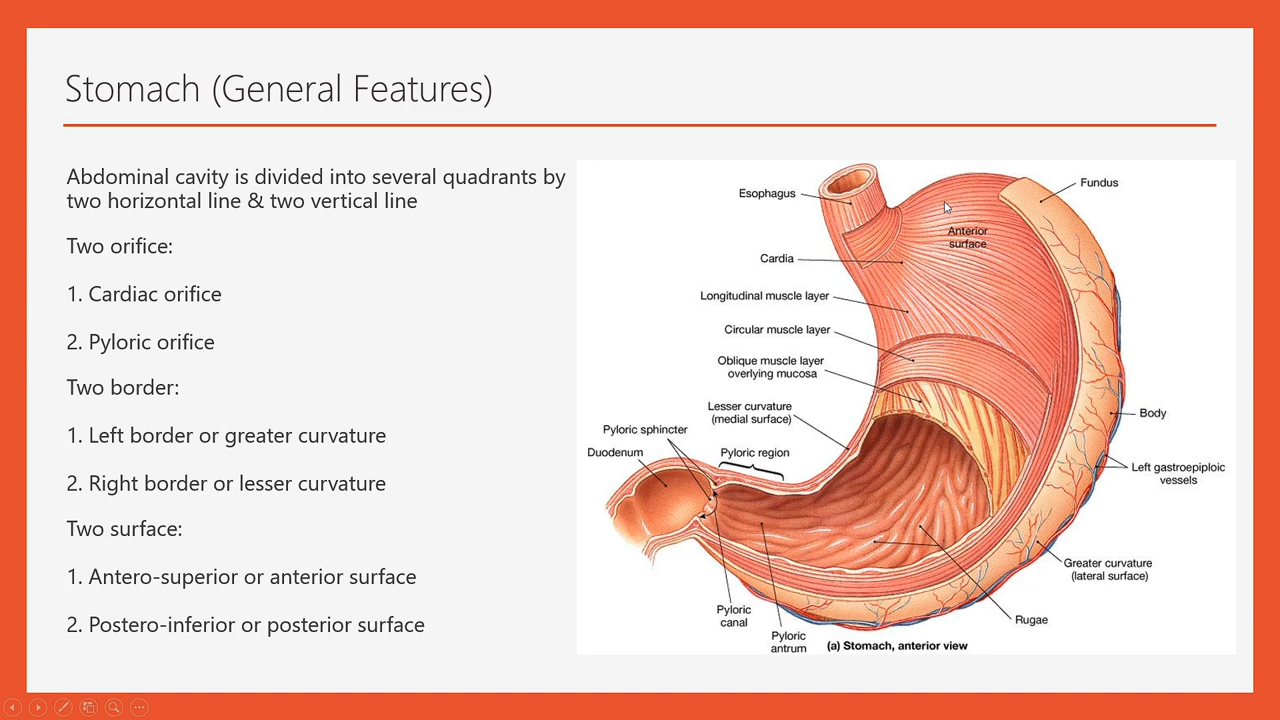 Stomach (General Features)
Abdominal cavity is divided into several quadrants by
two horizontal line & two vertical line
Two orifice:
1. Cardiac orifice
2. Pyloric orifice
Two border:
1. Left border or greater curvature
2. Right border or lesser curvature
Two surface:
1. Antero-superior or anterior surface
2. Postero-inferior or posterior surface
Esophagus
Fundus
Anterior
surface
Cardia
Longitudinal muscle layer
Circular muscle layer
Oblique muscle layer
overlying mucosa
Lesser curvature
(medial surface)
Pyloric sphincter
Duodenum
Pyloric region
Body
Left gastroepiploic
vessels
Greater curvature
(lateral surface)
Rugae
Pyloric
canal
Pyloric
antrum
(a) Stomach, anterior view